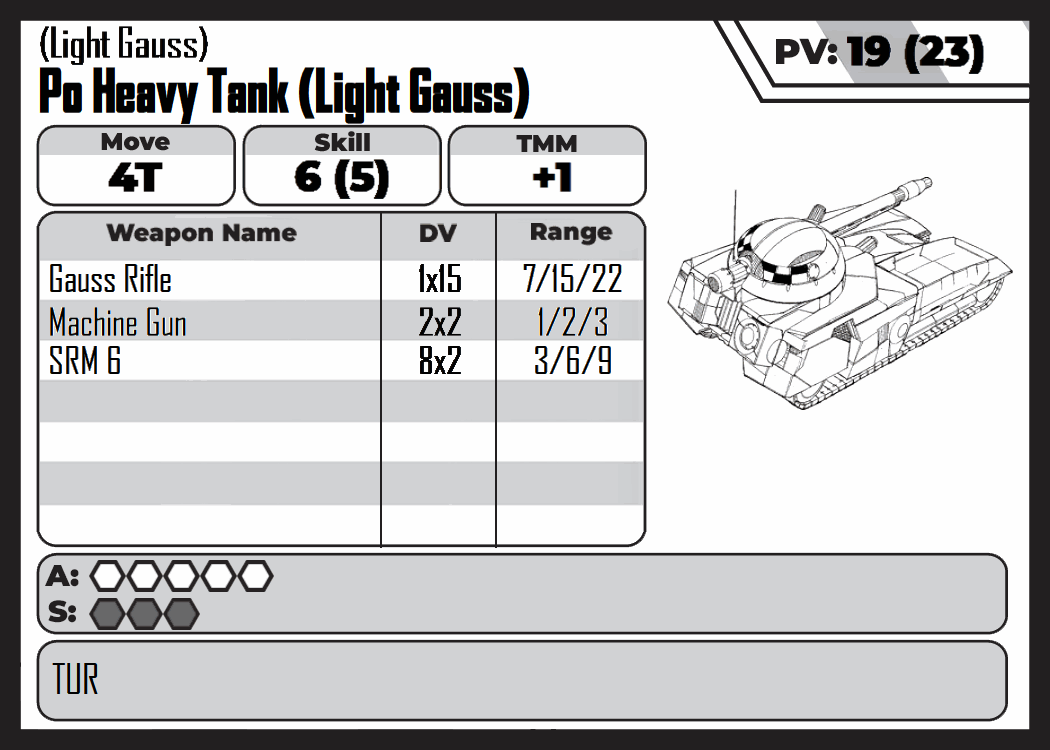 (Light Gauss)
PV: 19 (23)
Po Heavy Tank (Light Gauss)
Move Skill TMM
4T 6 (5) +1
Weapon Name DV Range
Gauss Rifle 1x15 7/15/22
Machine Gun 2x2 1/2/3
SRM 6 8x2 3/6/9
A:
S:
TUR